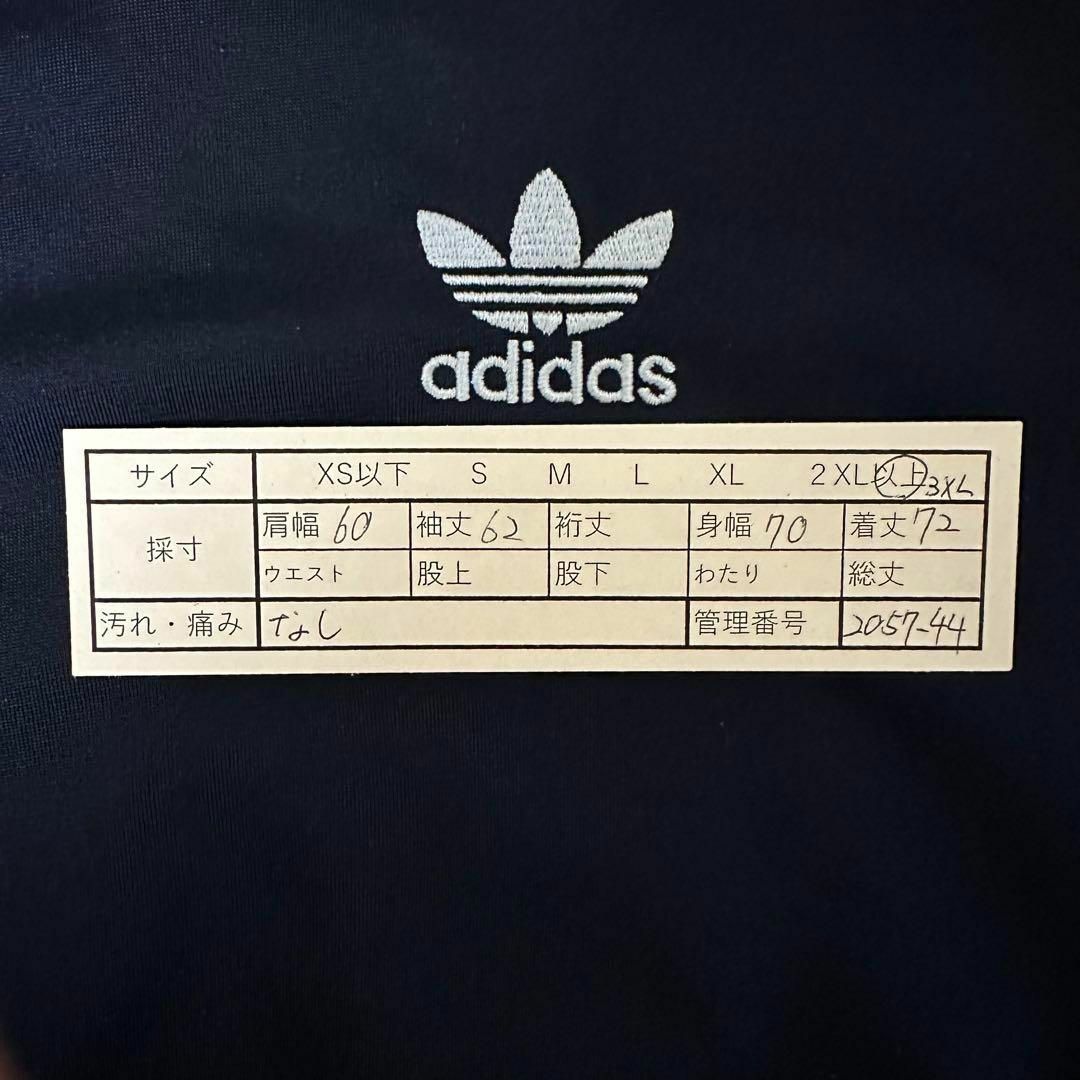 adidas
サイズ XS以下 S M L XL 2XL以上 3XL
採寸 肩幅 60 袖丈 62 裄丈 身幅 70 着丈 72
ウエスト 股上 股下 わたり 総丈
汚れ・痛み なし 管理番号 2057-44